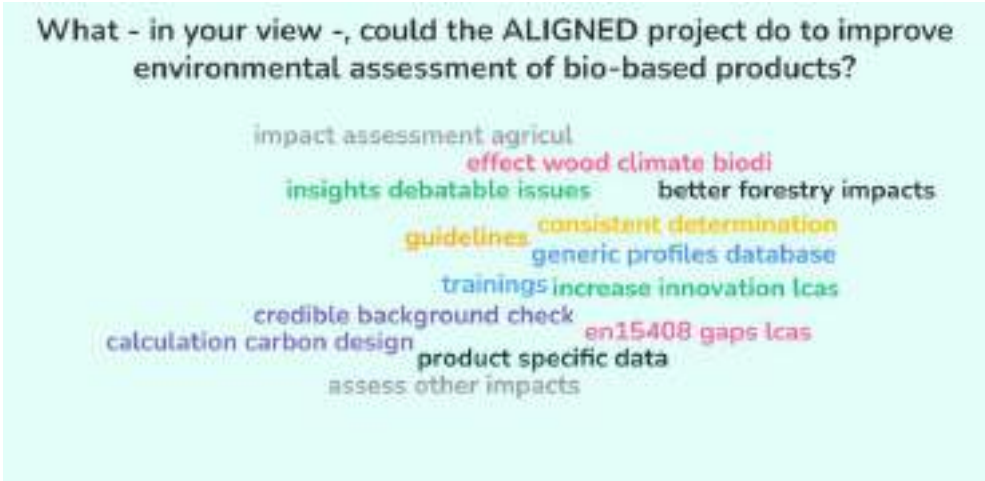 What - in your view -, could the ALIGNED project do to improve
environmental assessment of bio-based products?
impact assessment agricul
effect wood climate biodi
insights debatable issues
better forestry impacts
consistent determination
guidelines
generic profiles database
trainings
increase innovation lcas
credible background check
en15408 gaps lcas
calculation carbon design
product specific data
assess other impacts